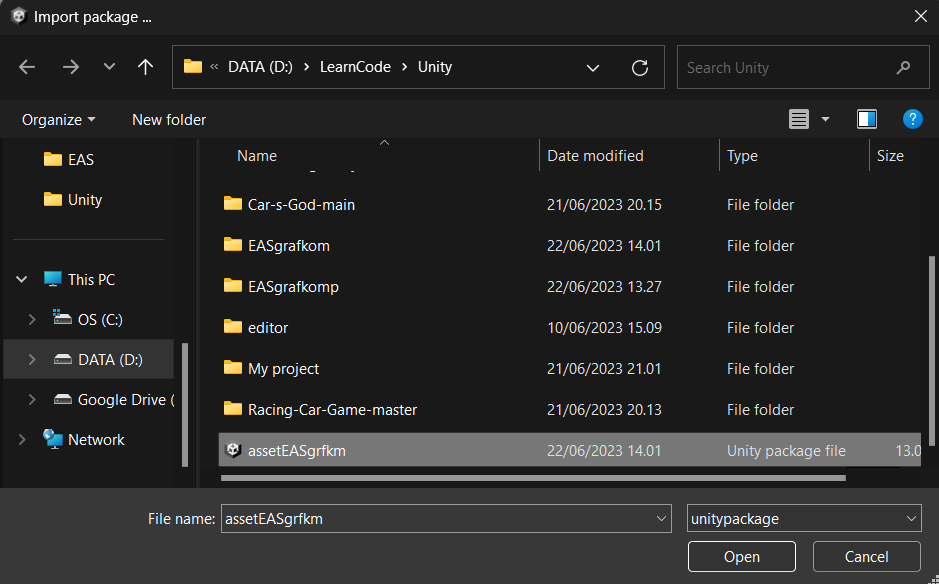 Import package ...
« DATA (D:) › LearnCode › Unity
Search Unity
Organize
New folder
EAS
Unity
This PC
OS (C:)
DATA (D:)
Google Drive (
Network
Name Date modified Type Size
Car-s-God-main 21/06/2023 20.15 File folder
EASgrafkom 22/06/2023 14.01 File folder
EASgrafkomp 22/06/2023 13.27 File folder
editor 10/06/2023 15.09 File folder
My project 21/06/2023 21.01 File folder
Racing-Car-Game-master 21/06/2023 20.13 File folder
assetEASgrfkm 22/06/2023 14.01 Unity package file 13.0
File name: assetEASgrfkm
unitypackage
Open
Cancel